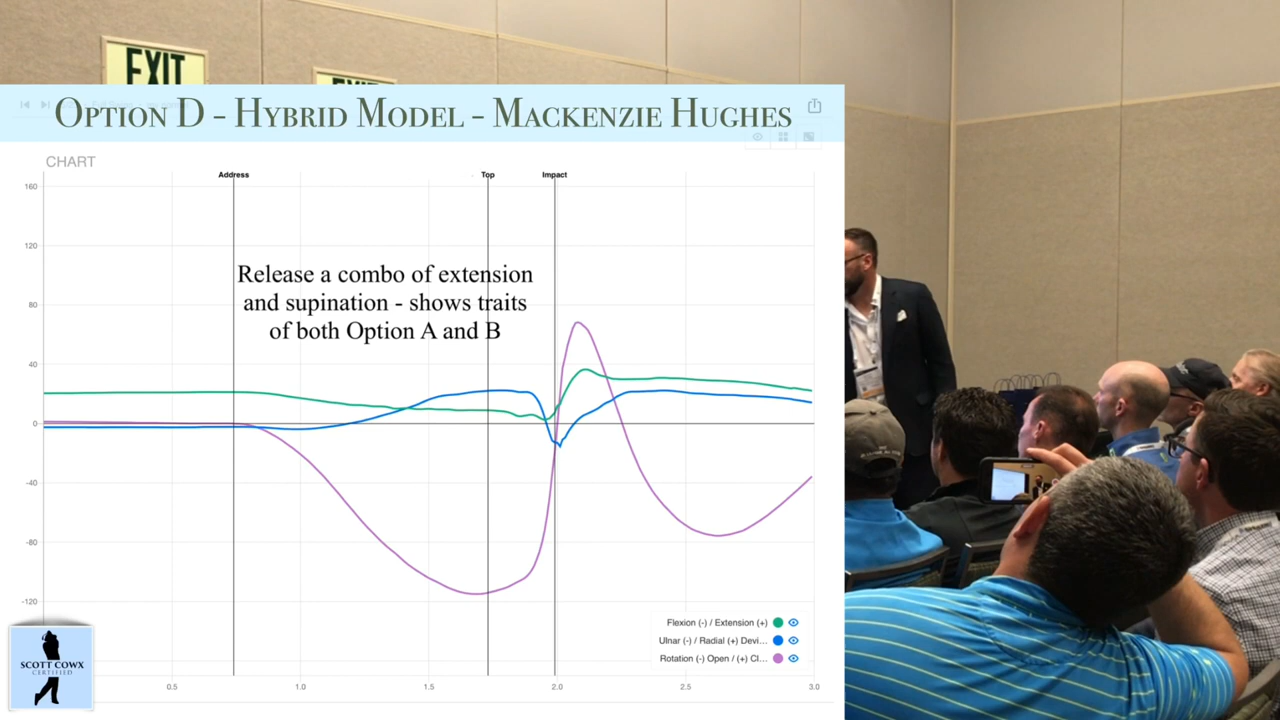 EXIT
EXIT
OPTION D - HYBRID MODEL - MACKENZIE HUGHES
CHART
Address
Top
Impact
160
120
80
40
0
-40
-80
-120
Release a combo of extension
and supination - shows traits
of both Option A and B
Flexion (-) / Extension (+)
Ulnar (-) / Radial (+) Devi...
Rotation (-) Open / (+) Cl...
0.5
1.0
1.5
2.0
2.5
3.0
SCOTT COWX
CERTIFIED